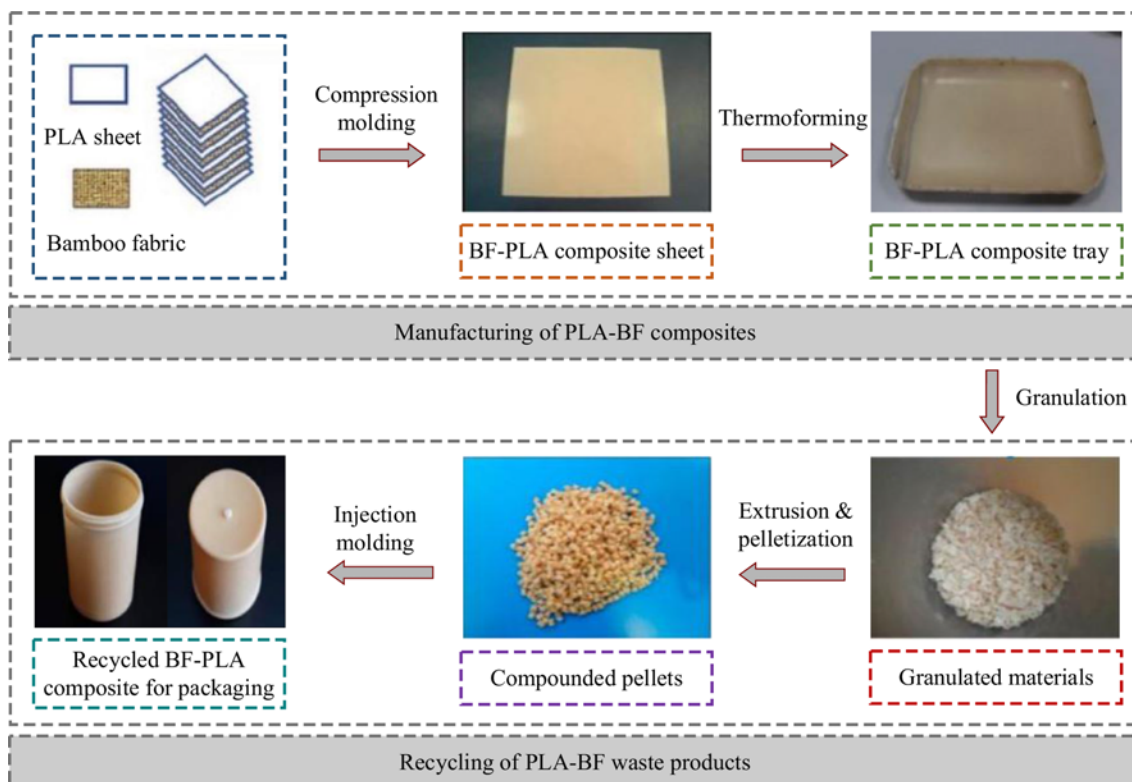 PLA sheet
Bamboo fabric
Compression
molding
BF-PLA composite sheet
Thermoforming
BF-PLA composite tray
Manufacturing of PLA-BF composites
Granulation
Recycled BF-PLA
composite for packaging
Injection
molding
Compounded pellets
Extrusion &
pelletization
Granulated materials
Recycling of PLA-BF waste products